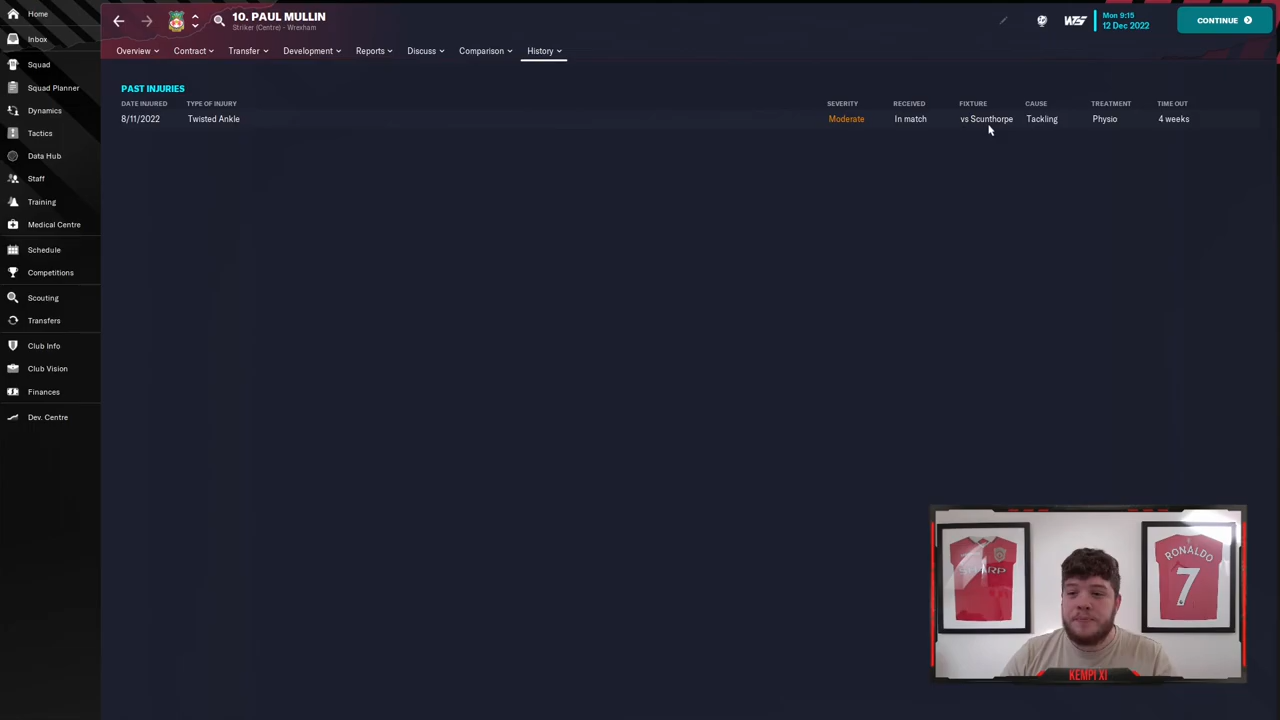 Home
Inbox
Squad
Squad Planner
Dynamics
Tactics
Data Hub
Staff
Training
Medical Centre
Schedule
Competitions
Scouting
Transfers
Club Info
Club Vision
Finances
Dev. Centre
10. PAUL MULLIN
Striker (Centre) - Wrexham
Mon 9:15
12 Dec 2022
CONTINUE
Overview Contract Transfer Development Reports Discuss Comparison History
PAST INJURIES
DATE INJURED TYPE OF INJURY SEVERITY RECEIVED FIXTURE CAUSE TREATMENT TIME OUT
8/11/2022 Twisted Ankle Moderate In match vs Scunthorpe Tackling Physio 4 weeks
SHARP
RONALDO
7
KEMPI XI